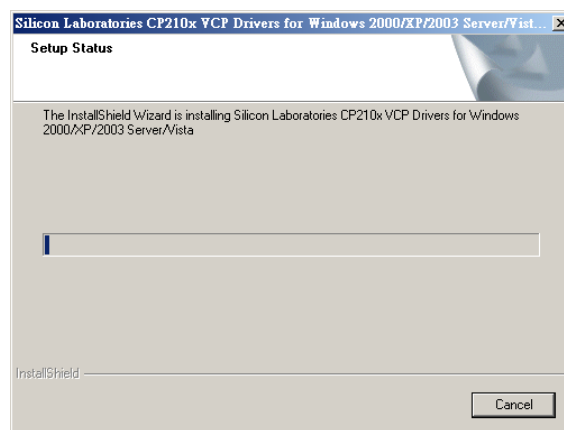 Silicon Laboratories CP210x VCP Drivers for Windows 2000/XP/2003 Server/Vist...
Setup Status
The InstallShield Wizard is installing Silicon Laboratories CP210x VCP Drivers for Windows
2000/XP/2003 Server/Vista
InstallShield
Cancel